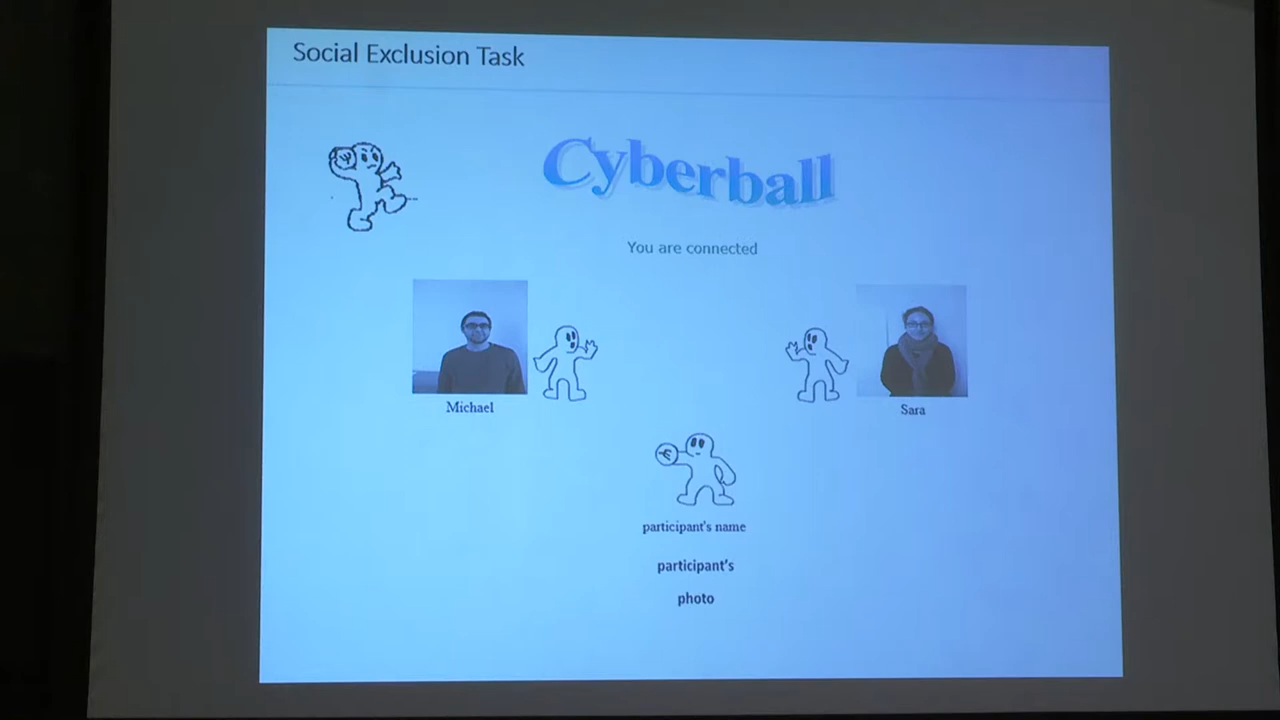 Social Exclusion Task
Cyberball
You are connected
Michael
Sara
participant's name
participant's
photo